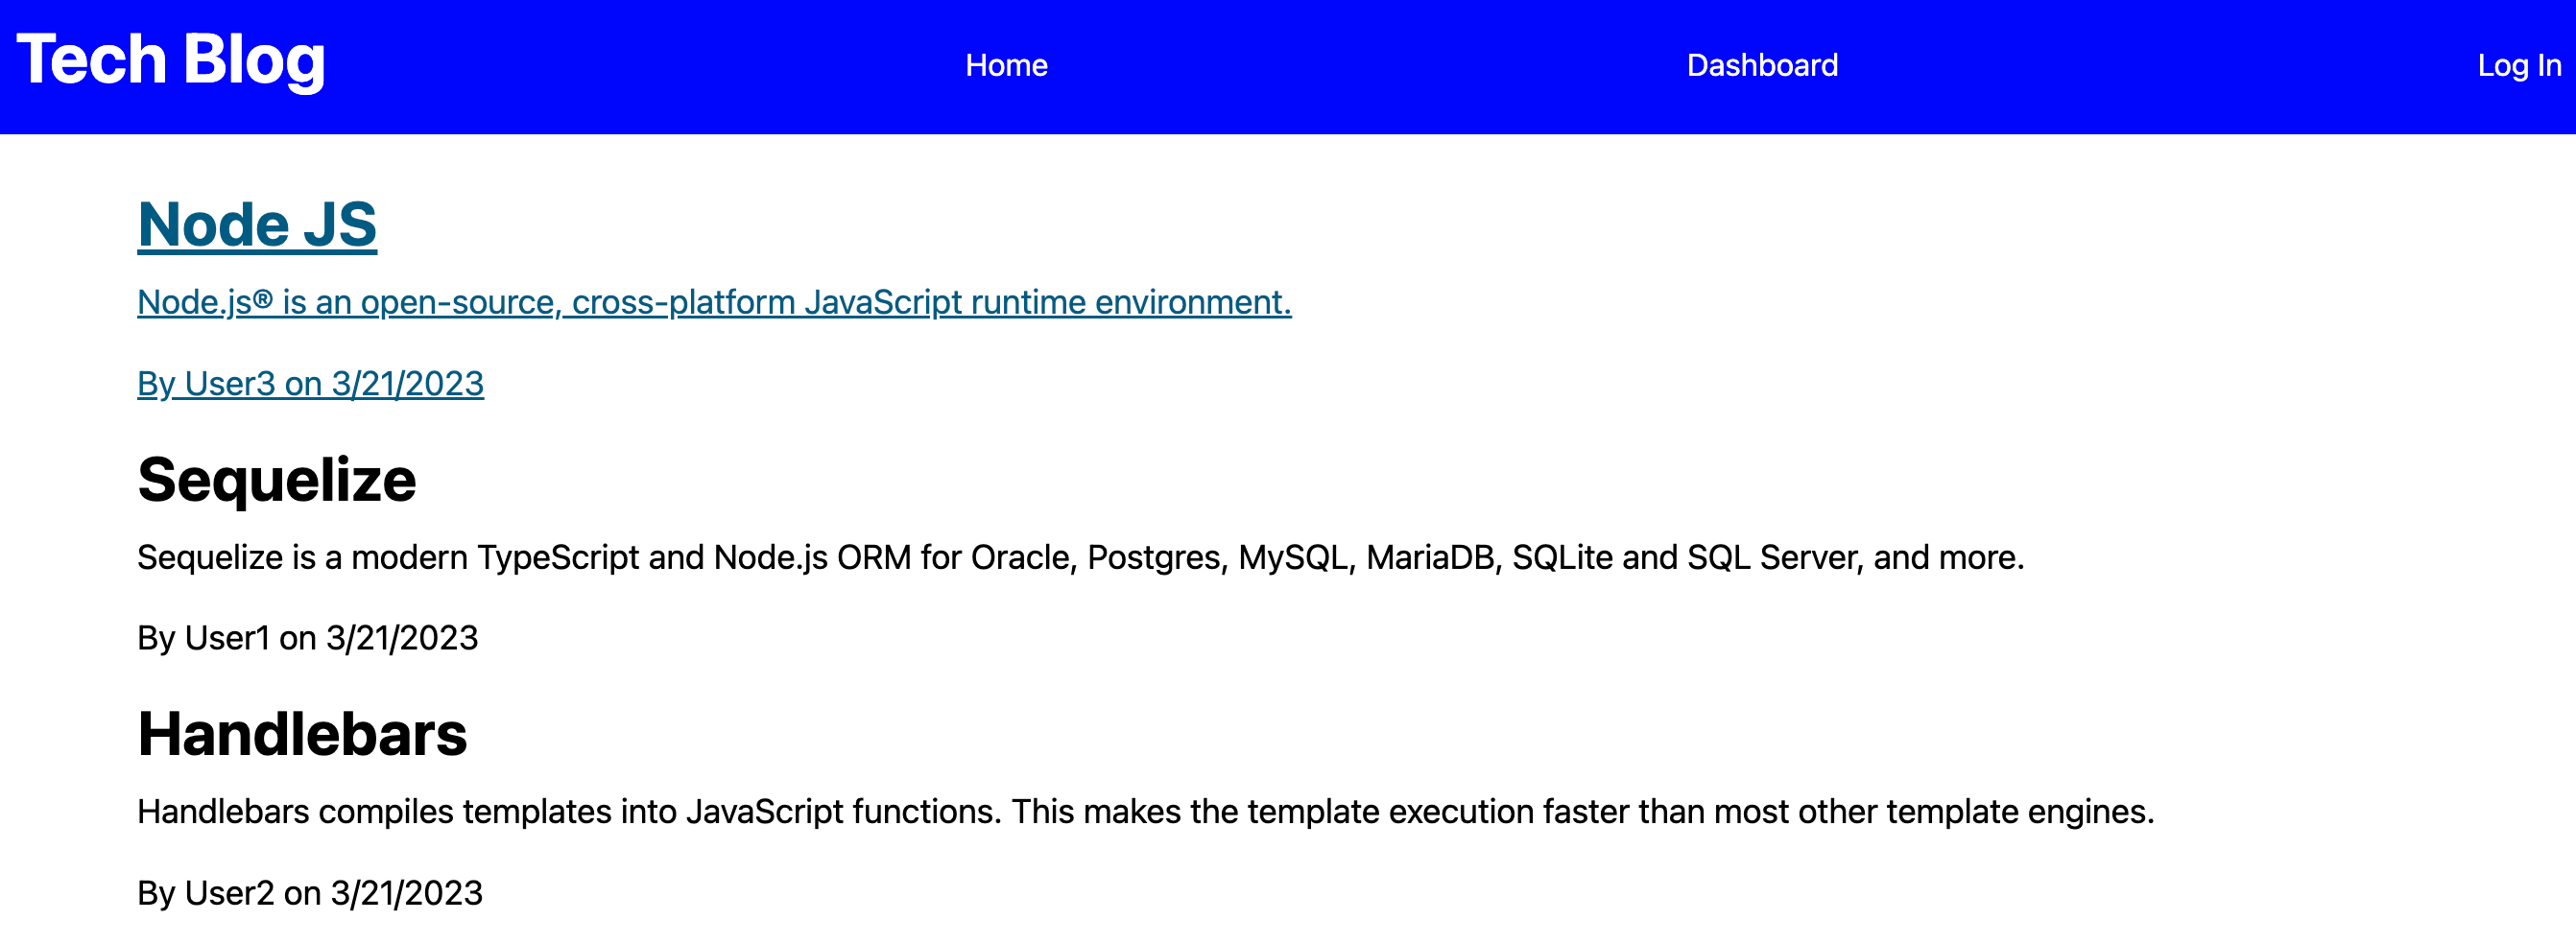 Tech Blog Home Dashboard Log In
Node JS
Node.js® is an open-source, cross-platform JavaScript runtime environment.
By User3 on 3/21/2023
Sequelize
Sequelize is a modern TypeScript and Node.js ORM for Oracle, Postgres, MySQL, MariaDB, SQLite and SQL Server, and more.
By User1 on 3/21/2023
Handlebars
Handlebars compiles templates into JavaScript functions. This makes the template execution faster than most other template engines.
By User2 on 3/21/2023